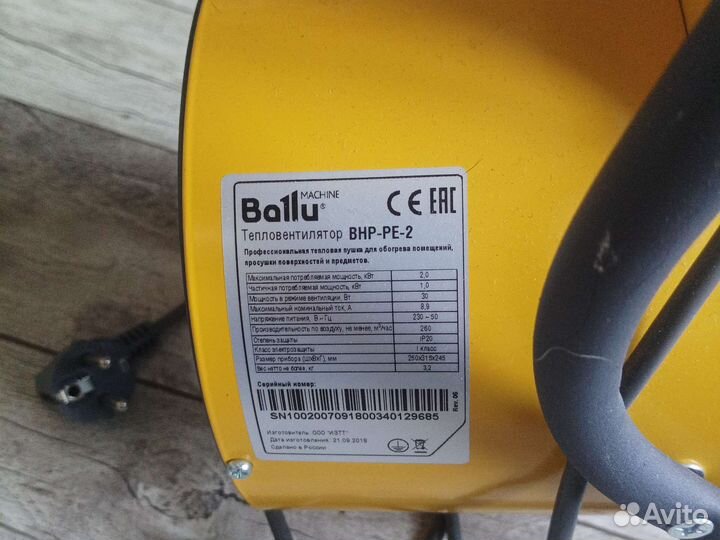 Ballu® MACHINE CE EAC
Тепловентилятор BHP-PE-2
Профессиональная тепловая пушка для обогрева помещений,
просушки поверхностей и предметов.
Максимальная потребляемая мощность, кВт 2,0
Частичная потребляемая мощность, кВт 1,0
Мощность в режиме вентиляции, Вт 30
Максимальный номинальный ток, А 8,9
Напряжение питания, В~Гц 230~50
Производительность по воздуху, не менее, м³/час 260
Степень защиты IP20
Класс электрозащиты I класс
Размер прибора (ШхВхГ), мм 250х315х245
Вес нетто не более, кг 3,2
Серийный номер:
SN1002007091800340129685
Rev. 06
Изготовитель: ООО "ИЗТТ"
Дата изготовления: 21.09.2018
Сделано в России
Avito